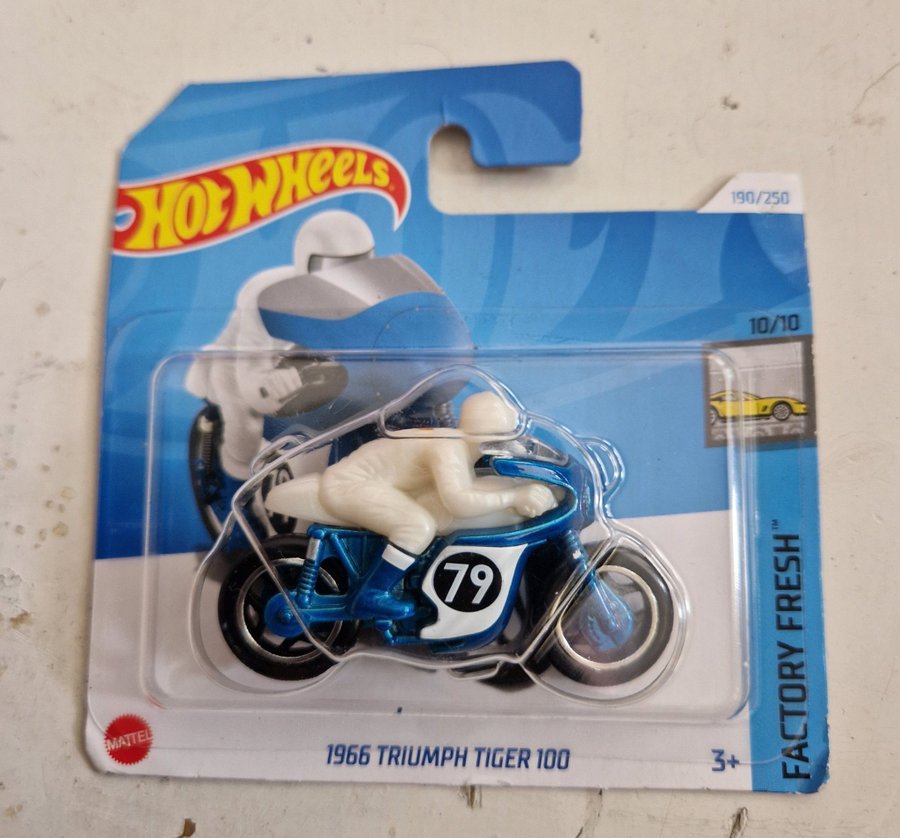 HOT WHEELS®
190/250
10/10
79
FACTORY FRESH™
MATTEL
1966 TRIUMPH TIGER 100
3+